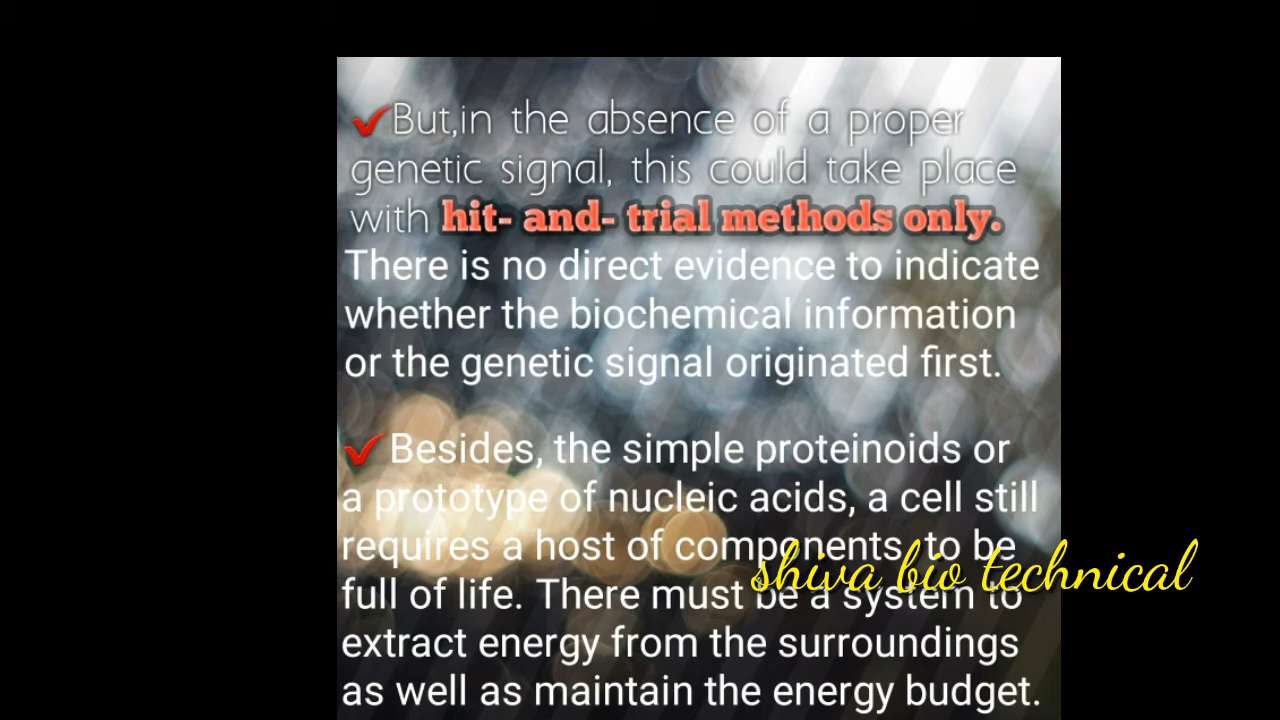 ✓But,in the absence of a proper
genetic signal, this could take place
with hit- and- trial methods only.
There is no direct evidence to indicate
whether the biochemical information
or the genetic signal originated first.
✓Besides, the simple proteinoids or
a prototype of nucleic acids, a cell still
requires a host of components to be
full of life. There must be a system to
extract energy from the surroundings
as well as maintain the energy budget.
shiva bio technical